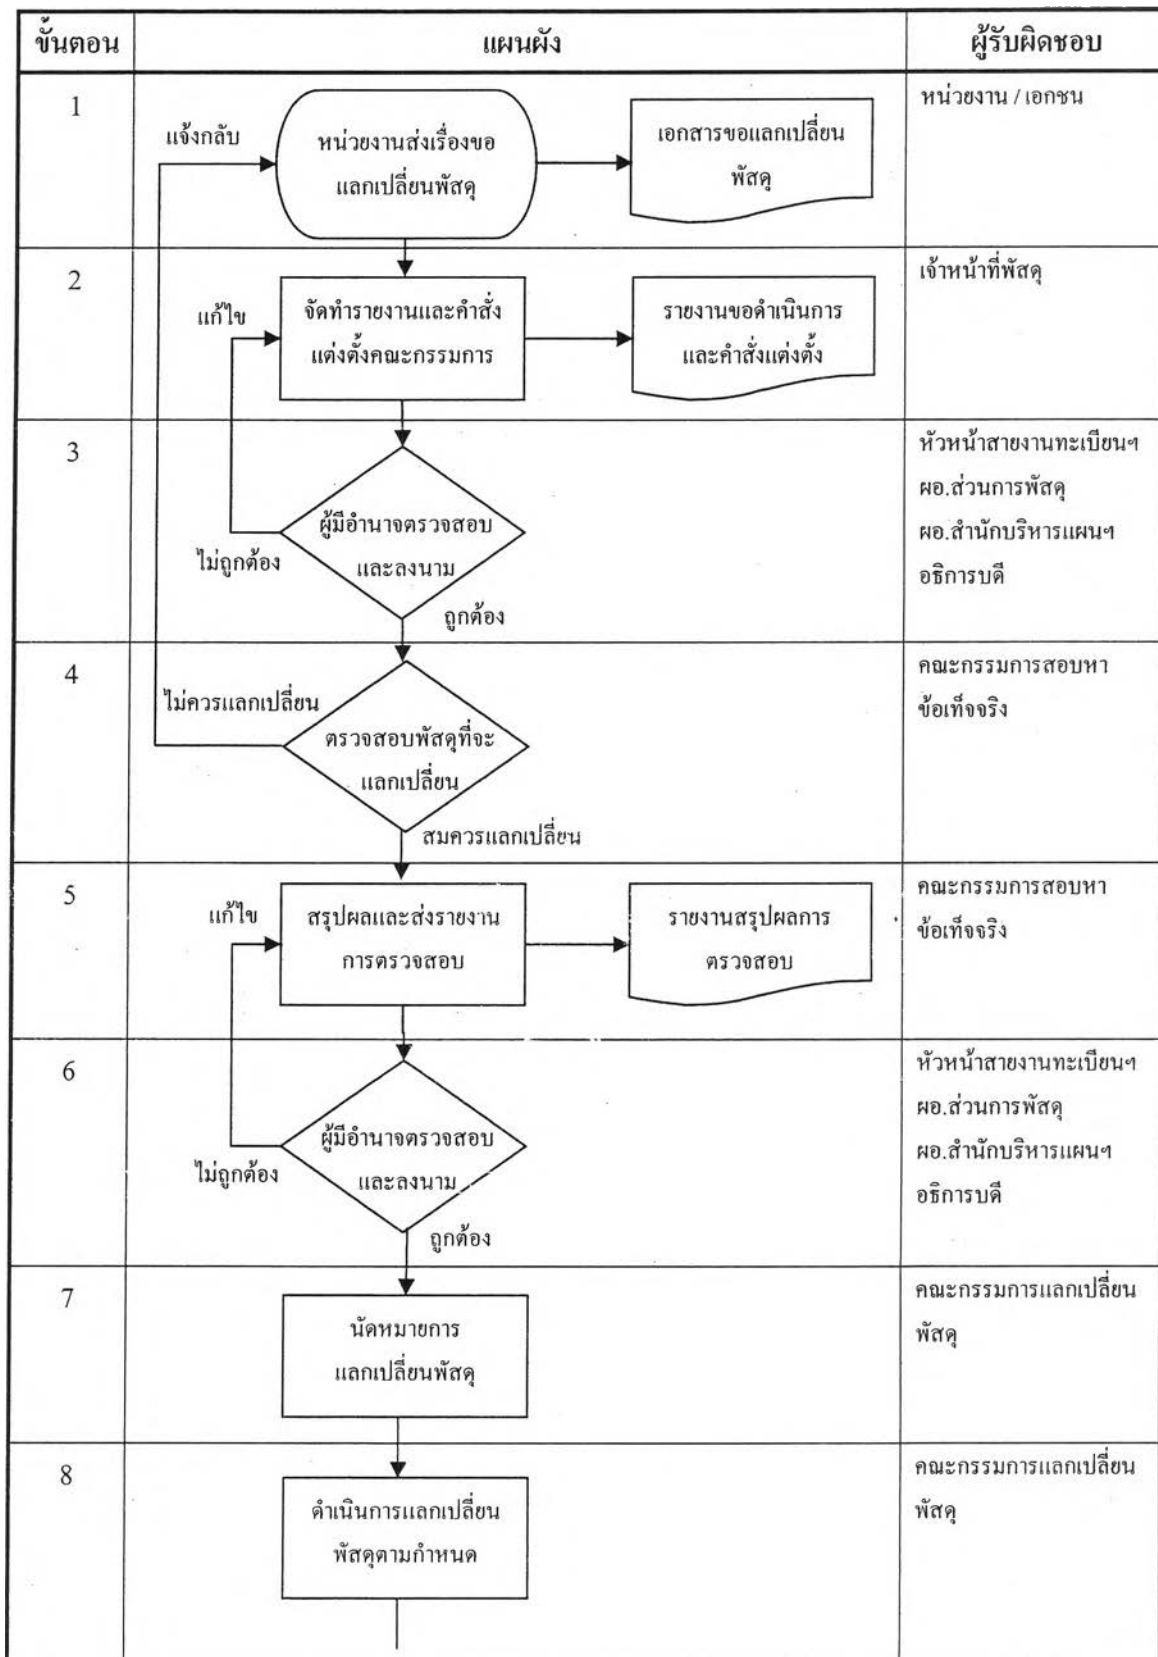 ขั้นตอน
แผนผัง
ผู้รับผิดชอบ
1
แจ้งกลับ
หน่วยงานส่งเรื่องขอ
แลกเปลี่ยนพัสดุ
เอกสารขอแลกเปลี่ยน
พัสดุ
หน่วยงาน / เอกชน
2
แก้ไข
จัดทำรายงานและคำสั่ง
แต่งตั้งคณะกรรมการ
รายงานขอดำเนินการ
และคำสั่งแต่งตั้ง
เจ้าหน้าที่พัสดุ
3
ผู้มีอำนาจตรวจสอบ
และลงนาม
ไม่ถูกต้อง
ถูกต้อง
หัวหน้าสายงานทะเบียนฯ
ผอ.ส่วนการพัสดุ
ผอ.สำนักบริหารแผนฯ
อธิการบดี
4
ไม่ควรแลกเปลี่ยน
ตรวจสอบพัสดุที่จะ
แลกเปลี่ยน
สมควรแลกเปลี่ยน
คณะกรรมการสอบหา
ข้อเท็จจริง
5
แก้ไข
สรุปผลและส่งรายงาน
การตรวจสอบ
รายงานสรุปผลการ
ตรวจสอบ
คณะกรรมการสอบหา
ข้อเท็จจริง
6
ผู้มีอำนาจตรวจสอบ
และลงนาม
ไม่ถูกต้อง
ถูกต้อง
หัวหน้าสายงานทะเบียนฯ
ผอ.ส่วนการพัสดุ
ผอ.สำนักบริหารแผนฯ
อธิการบดี
7
นัดหมายการ
แลกเปลี่ยนพัสดุ
คณะกรรมการแลกเปลี่ยน
พัสดุ
8
ดำเนินการแลกเปลี่ยน
พัสดุตามกำหนด
คณะกรรมการแลกเปลี่ยน
พัสดุ